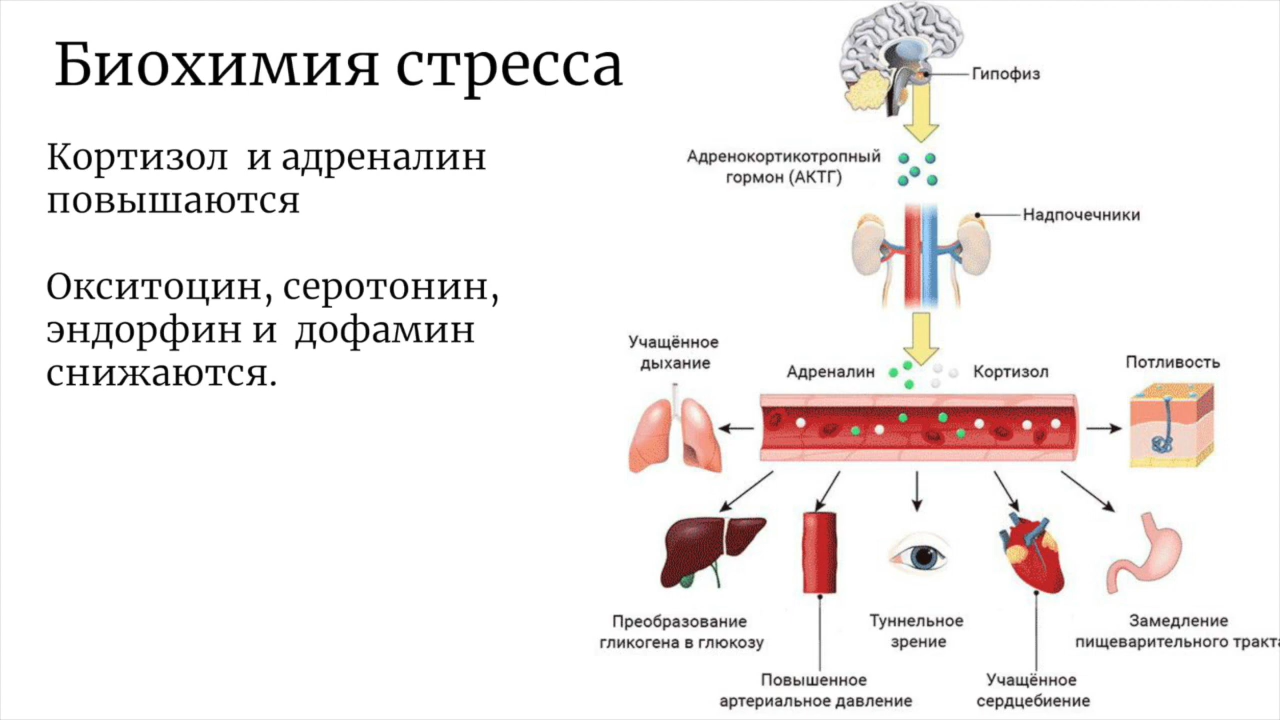 Биохимия стресса
Кортизол и адреналин
повышаются
Окситоцин, серотонин,
эндорфин и дофамин
снижаются.
Гипофиз
Адренокортикотропный
гормон (АКТГ)
Надпочечники
Учащённое
дыхание
Адреналин
Кортизол
Потливость
Преобразование
гликогена в глюкозу
Туннельное
зрение
Замедление
пищеварительного тракта
Повышенное
артериальное давление
Учащённое
сердцебиение